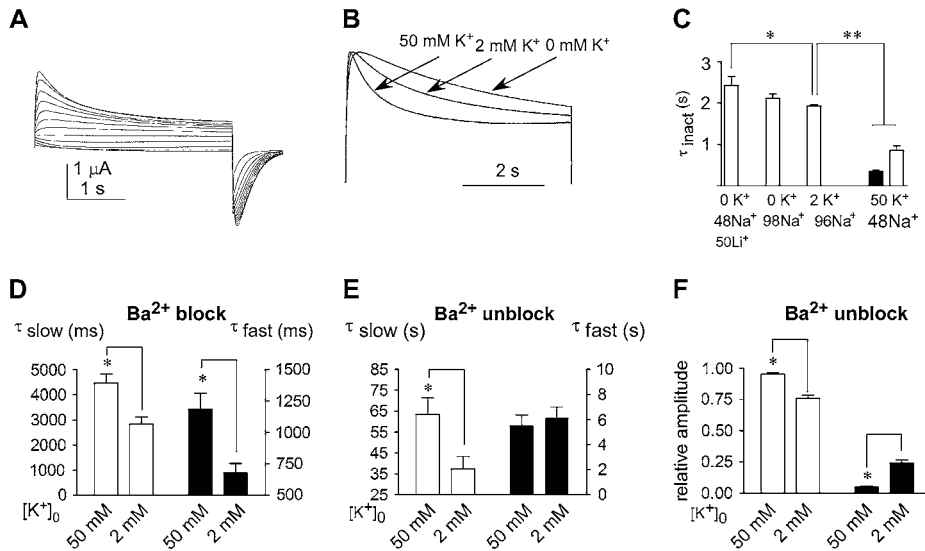 A
1 μA
1 s
B
50 mM K⁺ 2 mM K⁺ 0 mM K⁺
2 s
C
* **
τ inact (s)
3
2
1
0 K⁺ 0 K⁺ 2 K⁺ 50 K⁺
48Na⁺ 98Na⁺ 96Na⁺ 48Na⁺
50Li⁺
D
Ba²⁺ block
τ slow (ms) τ fast (ms)
5000 1500
4000 1250
3000 1000
2000
1000 750
0 500
* *
[K⁺]₀
50 mM 2 mM 50 mM 2 mM
E
Ba²⁺ unblock
τ slow (s) τ fast (s)
85 10
75 8
65 6
55
45 4
35 2
25 0
*
[K⁺]₀
50 mM 2 mM 50 mM 2 mM
F
Ba²⁺ unblock
relative amplitude
1.00
0.75
0.50
0.25
0.00
* *
[K⁺]₀
50 mM 2 mM 50 mM 2 mM